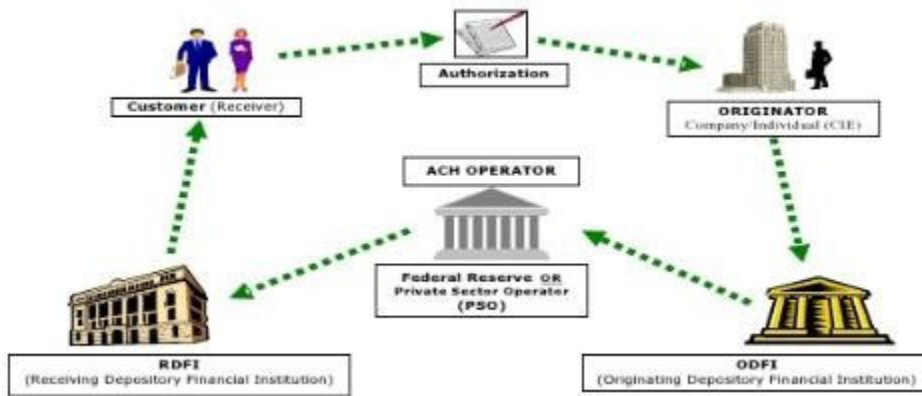 Authorization
Customer (Receiver)
ORIGINATOR
Company/Individual (CIE)
ACH OPERATOR
Federal Reserve OR
Private Sector Operator
(PSO)
RDFI
(Receiving Depository Financial Institution)
ODFI
(Originating Depository Financial Institution)